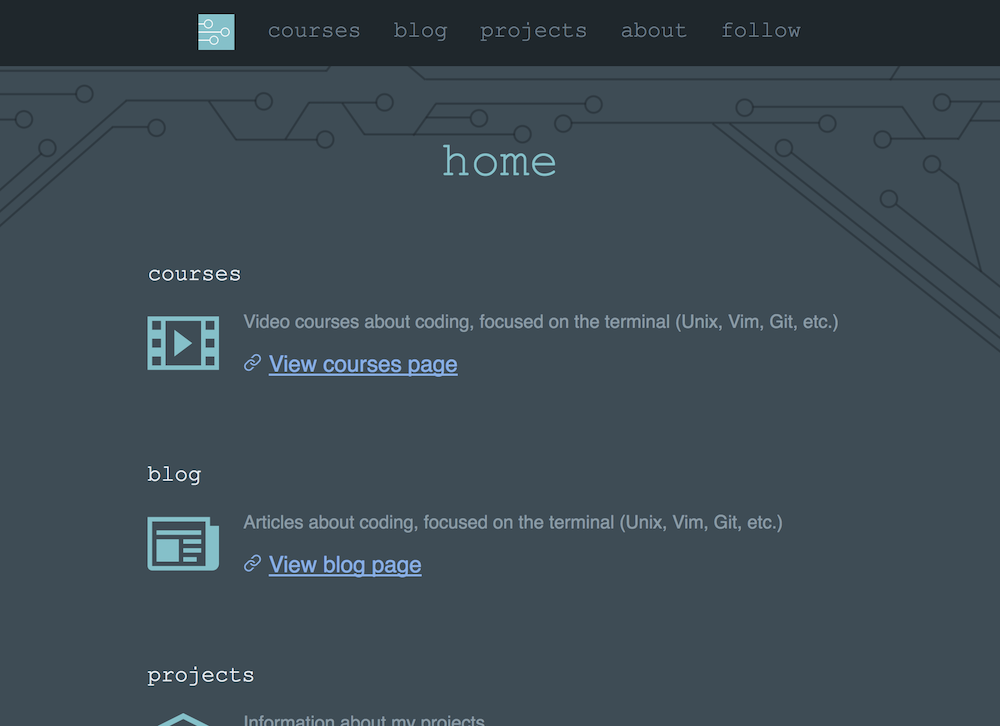 courses blog projects about follow
home
courses
Video courses about coding, focused on the terminal (Unix, Vim, Git, etc.)
View courses page
blog
Articles about coding, focused on the terminal (Unix, Vim, Git, etc.)
View blog page
projects
Information about my projects